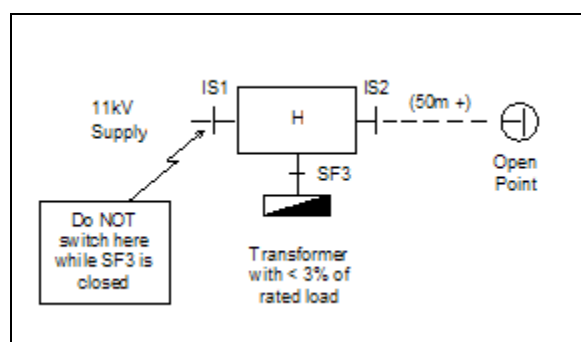 IS1
IS2
11kV
Supply
H
(50m +)
SF3
Open
Point
Do NOT
switch here
while SF3 is
closed
Transformer
with < 3% of
rated load